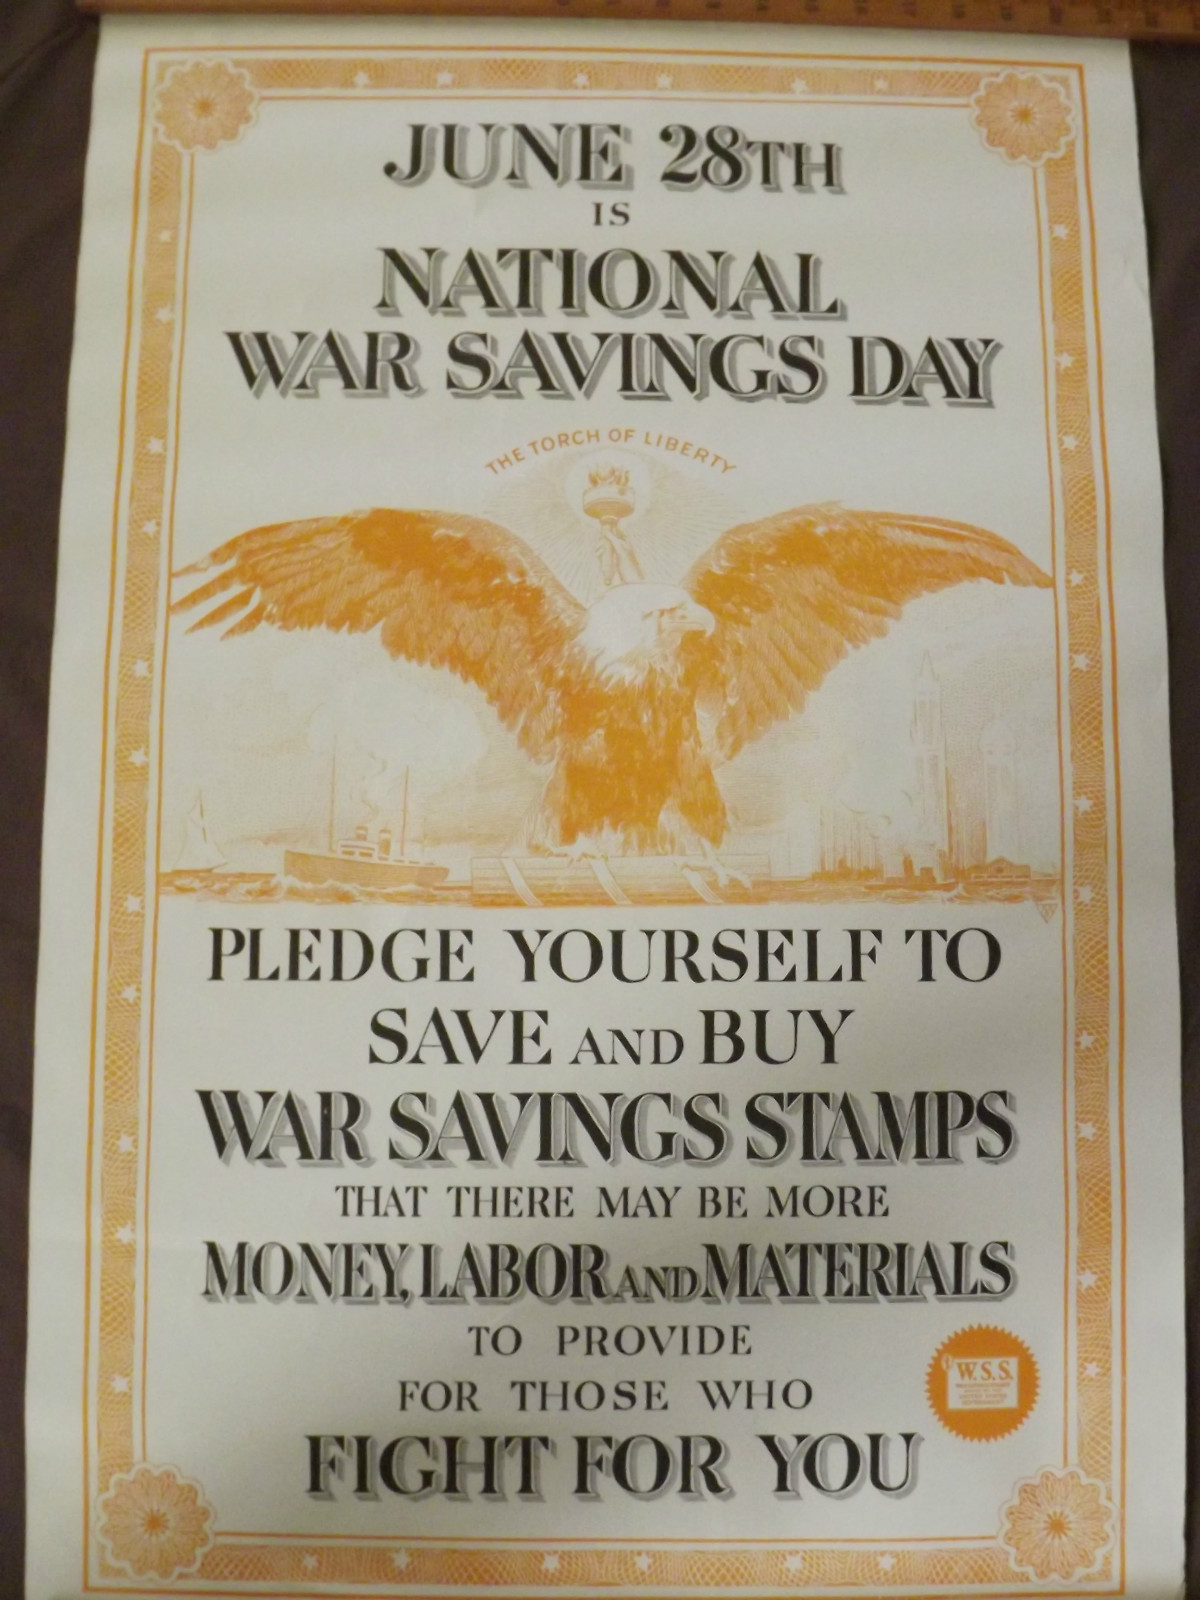 JUNE 28TH
IS
NATIONAL
WAR SAVINGS DAY
THE TORCH OF LIBERTY
PLEDGE YOURSELF TO
SAVE AND BUY
WAR SAVINGS STAMPS
THAT THERE MAY BE MORE
MONEY, LABOR AND MATERIALS
TO PROVIDE
FOR THOSE WHO
FIGHT FOR YOU
W.S.S.